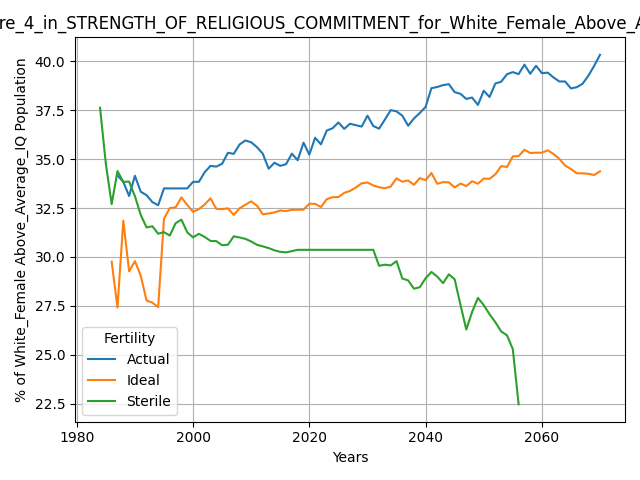 re_4_in_STRENGTH_OF_RELIGIOUS_COMMITMENT_for_White_Female_Above_A
% of White_Female Above_Average_IQ Population
40.0
37.5
35.0
32.5
30.0
27.5
25.0
22.5
Fertility
Actual
Ideal
Sterile
1980
2000
2020
2040
2060
Years